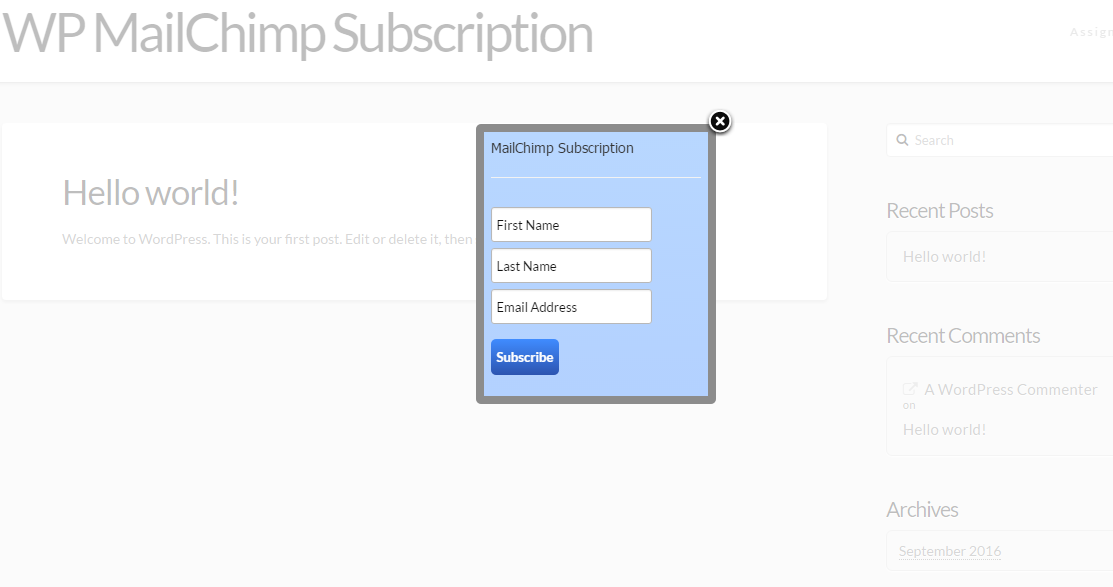 WP MailChimp Subscription
Assign
Hello world!
Welcome to WordPress. This is your first post. Edit or delete it, then
MailChimp Subscription
First Name
Last Name
Email Address
Subscribe
Search
Recent Posts
Hello world!
Recent Comments
A WordPress Commenter
on
Hello world!
Archives
September 2016